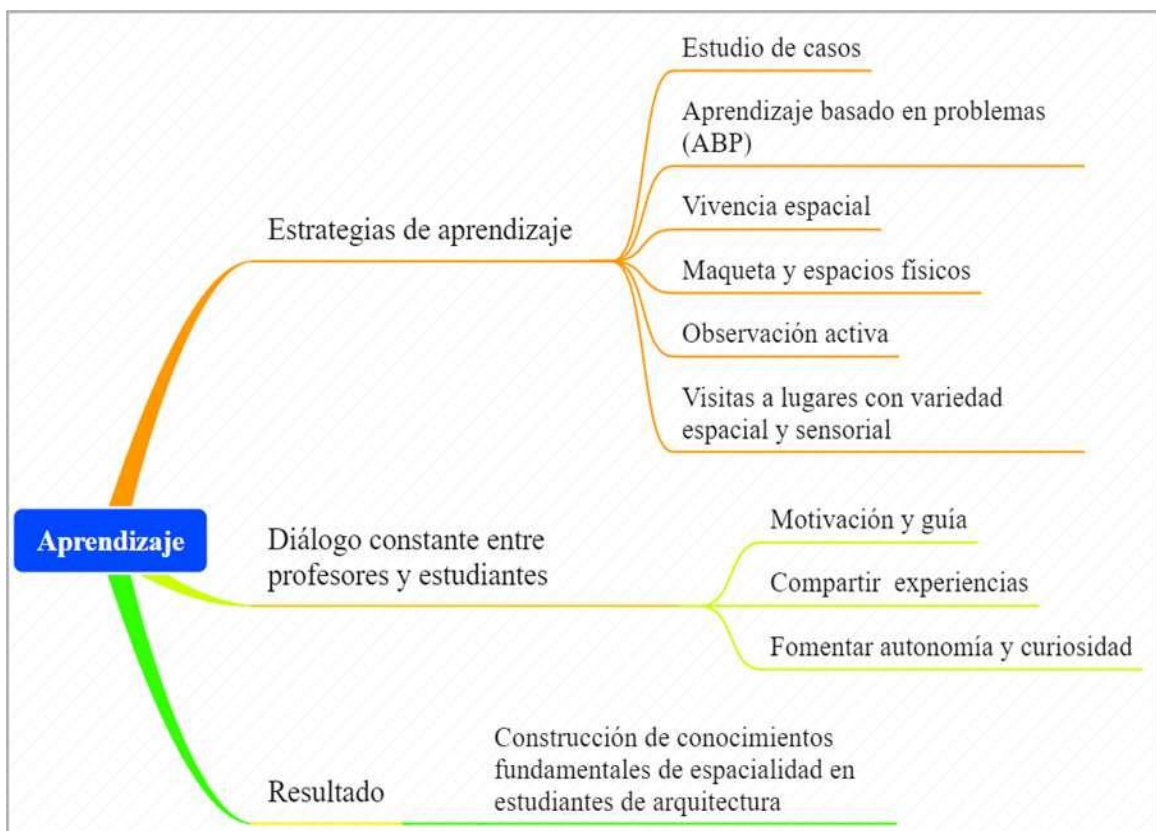 Estudio de casos
Aprendizaje basado en problemas
(ABP)
Estrategias de aprendizaje
Vivencia espacial
Maqueta y espacios físicos
Observación activa
Visitas a lugares con variedad
espacial y sensorial
Aprendizaje
Diálogo constante entre
profesores y estudiantes
Motivación y guía
Compartir experiencias
Fomentar autonomía y curiosidad
Resultado
Construcción de conocimientos
fundamentales de espacialidad en
estudiantes de arquitectura